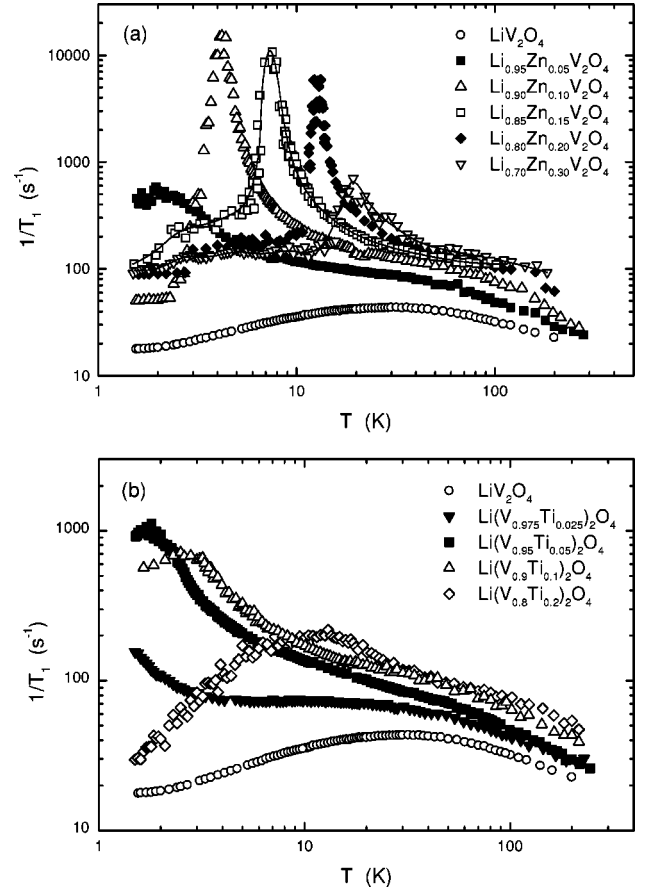 (a)
LiV₂O₄
Li₀.₉₅Zn₀.₀₅V₂O₄
Li₀.₉₀Zn₀.₁₀V₂O₄
Li₀.₈₅Zn₀.₁₅V₂O₄
Li₀.₈₀Zn₀.₂₀V₂O₄
Li₀.₇₀Zn₀.₃₀V₂O₄
10000
1000
100
10
1/T₁ (s⁻¹)
1
10
100
T (K)
(b)
LiV₂O₄
Li(V₀.₉₇₅Ti₀.₀₂₅)₂O₄
Li(V₀.₉₅Ti₀.₀₅)₂O₄
Li(V₀.₉Ti₀.₁)₂O₄
Li(V₀.₈Ti₀.₂)₂O₄
1000
100
10
1/T₁ (s⁻¹)
1
10
100
T (K)